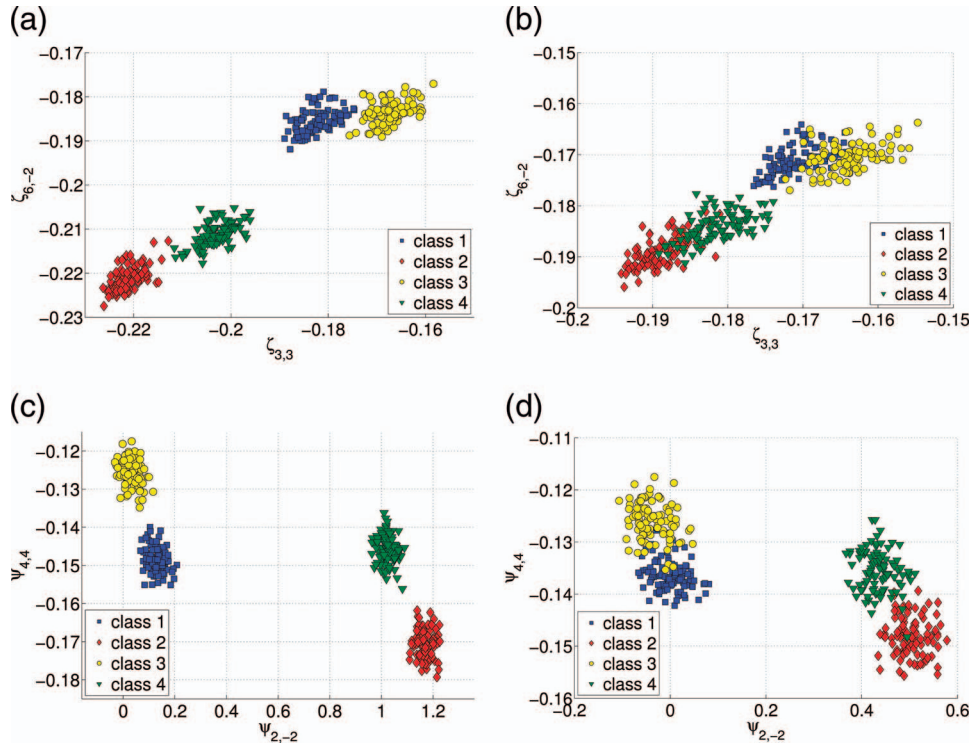 (a)
−0.17
−0.18
−0.19
−0.2
−0.21
−0.22
−0.23
ζ6,−2
−0.22 −0.2 −0.18 −0.16
ζ3,3
class 1
class 2
class 3
class 4
(b)
−0.15
−0.16
−0.17
−0.18
−0.19
−0.2
ζ6,−2
−0.2 −0.19 −0.18 −0.17 −0.16 −0.15
ζ3,3
class 1
class 2
class 3
class 4
(c)
−0.12
−0.13
−0.14
−0.15
−0.16
−0.17
−0.18
Ψ4,4
0 0.2 0.4 0.6 0.8 1 1.2
Ψ2,−2
class 1
class 2
class 3
class 4
(d)
−0.11
−0.12
−0.13
−0.14
−0.15
−0.16
Ψ4,4
−0.2 0 0.2 0.4 0.6
Ψ2,−2
class 1
class 2
class 3
class 4